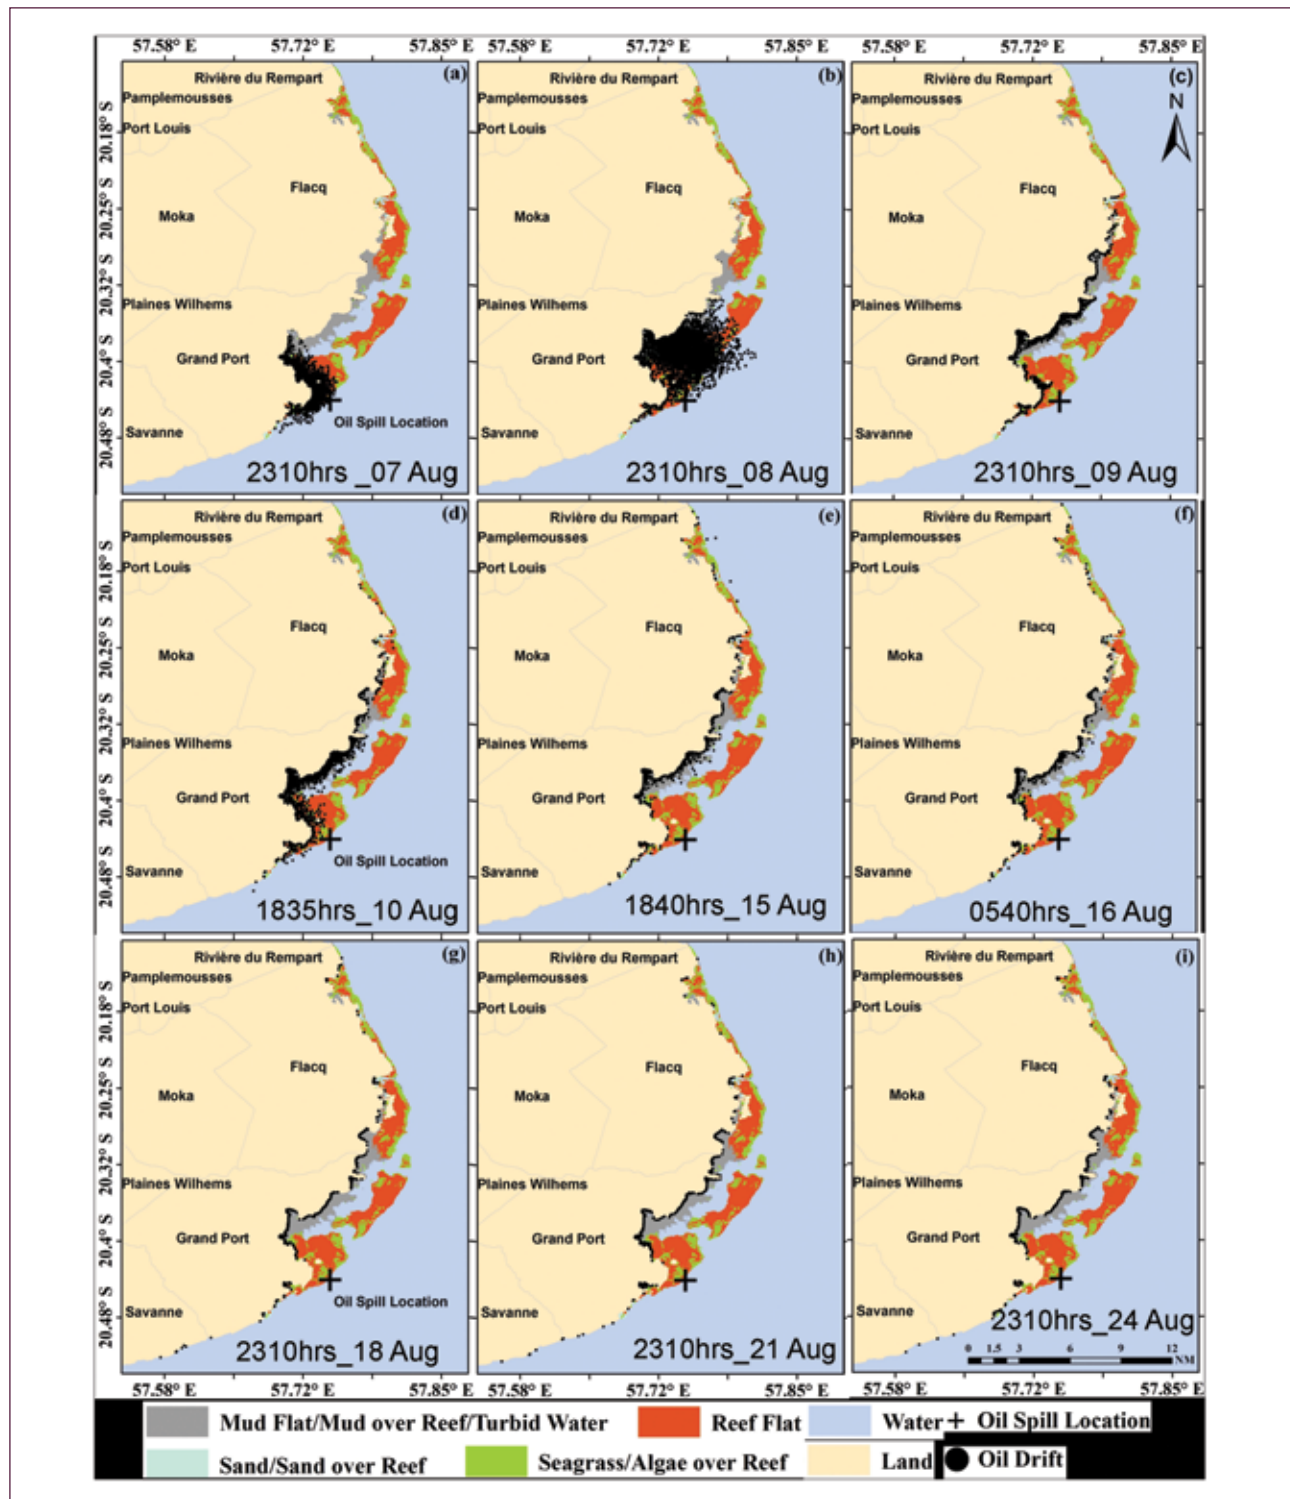 57.58° E 57.72° E 57.85° E 57.58° E 57.72° E 57.85° E 57.58° E 57.72° E 57.85° E
(a)
Rivière du Rempart
Pamplemousses
Port Louis
Flacq
Moka
Plaines Wilhems
Grand Port
Oil Spill Location
Savanne
2310hrs_07 Aug
20.18° S
20.25° S
20.32° S
20.4° S
20.48° S
(b)
Rivière du Rempart
Pamplemousses
Port Louis
Flacq
Moka
Plaines Wilhems
Grand Port
Savanne
2310hrs_08 Aug
(c)
N
Rivière du Rempart
Pamplemousses
Port Louis
Flacq
Moka
Plaines Wilhems
Grand Port
Savanne
2310hrs_09 Aug
(d)
Rivière du Rempart
Pamplemousses
Port Louis
Flacq
Moka
Plaines Wilhems
Grand Port
Oil Spill Location
Savanne
1835hrs_10 Aug
20.18° S
20.25° S
20.32° S
20.4° S
20.48° S
(e)
Rivière du Rempart
Pamplemousses
Port Louis
Flacq
Moka
Plaines Wilhems
Grand Port
Savanne
1840hrs_15 Aug
(f)
Rivière du Rempart
Pamplemousses
Port Louis
Flacq
Moka
Plaines Wilhems
Grand Port
Savanne
0540hrs_16 Aug
(g)
Rivière du Rempart
Pamplemousses
Port Louis
Flacq
Moka
Plaines Wilhems
Grand Port
Oil Spill Location
Savanne
2310hrs_18 Aug
20.18° S
20.25° S
20.32° S
20.4° S
20.48° S
(h)
Rivière du Rempart
Pamplemousses
Port Louis
Flacq
Moka
Plaines Wilhems
Grand Port
Savanne
2310hrs_21 Aug
(i)
Rivière du Rempart
Pamplemousses
Port Louis
Flacq
Moka
Plaines Wilhems
Grand Port
Savanne
2310hrs_24 Aug
0 1.5 3 6 9 12
NM
57.58° E 57.72° E 57.85° E 57.58° E 57.72° E 57.85° E 57.58° E 57.72° E 57.85° E
Mud Flat/Mud over Reef/Turbid Water Reef Flat Water Oil Spill Location
Sand/Sand over Reef Seagrass/Algae over Reef Land Oil Drift